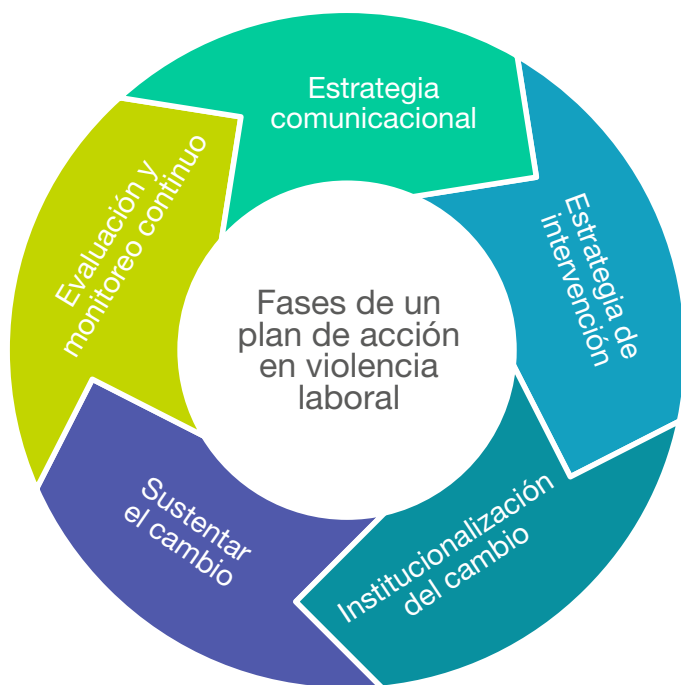 Fases de un
plan de acción
en violencia
laboral
Estrategia
comunicacional
Estrategia de
intervención
Institucionalización
del cambio
Sustentar
el cambio
Evaluación y
monitoreo continuo